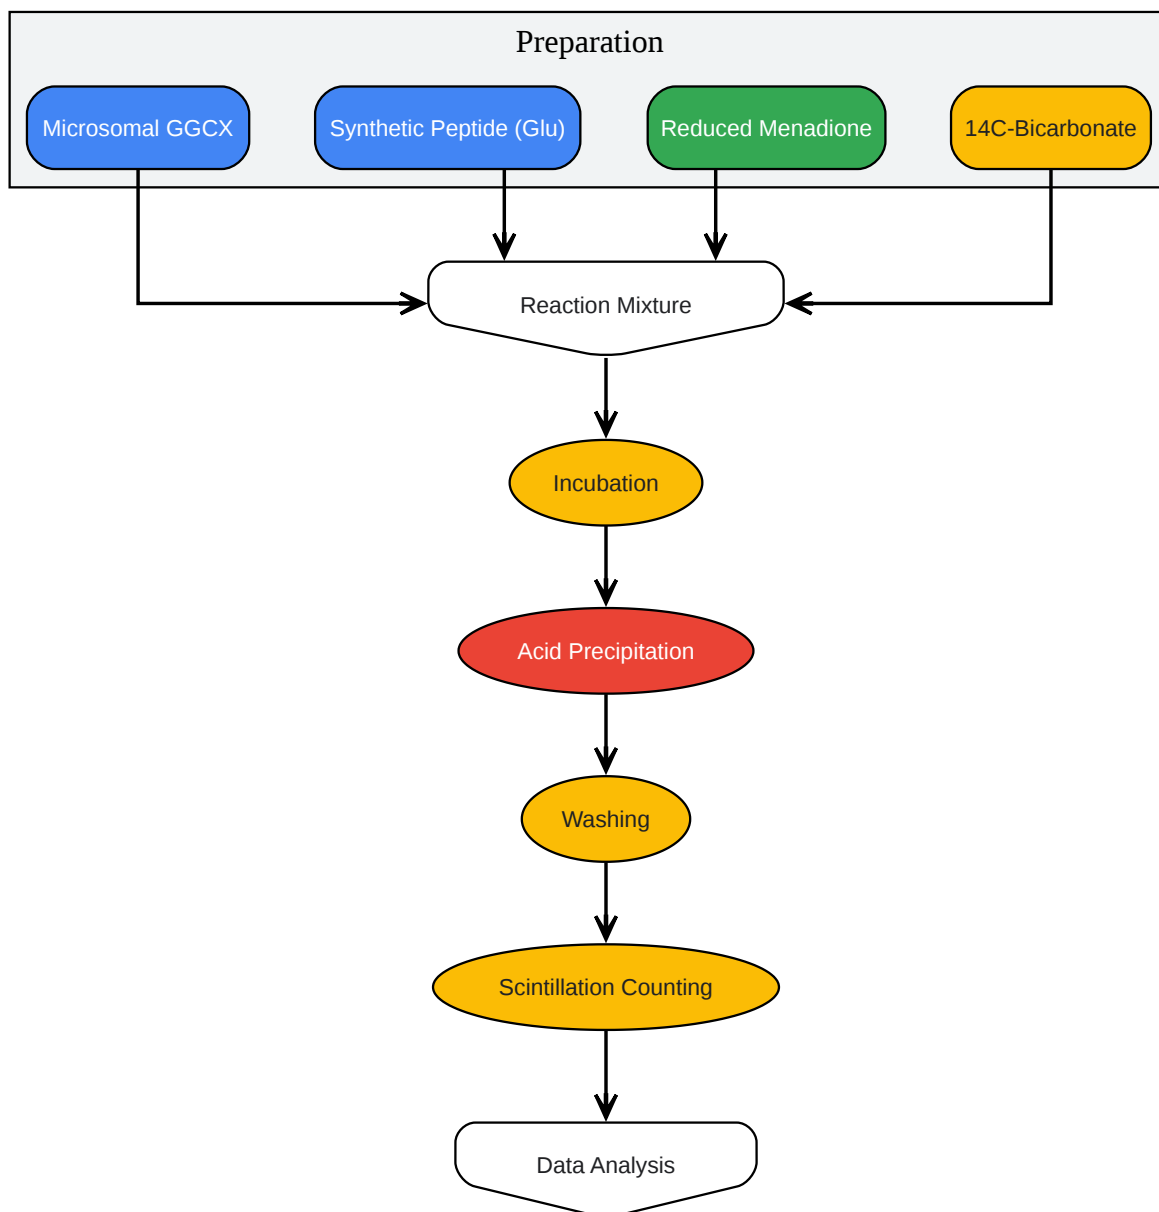 Preparation
Microsomal GGCX
Synthetic Peptide (Glu)
Reduced Menadione
14C-Bicarbonate
Reaction Mixture
Incubation
Acid Precipitation
Washing
Scintillation Counting
Data Analysis